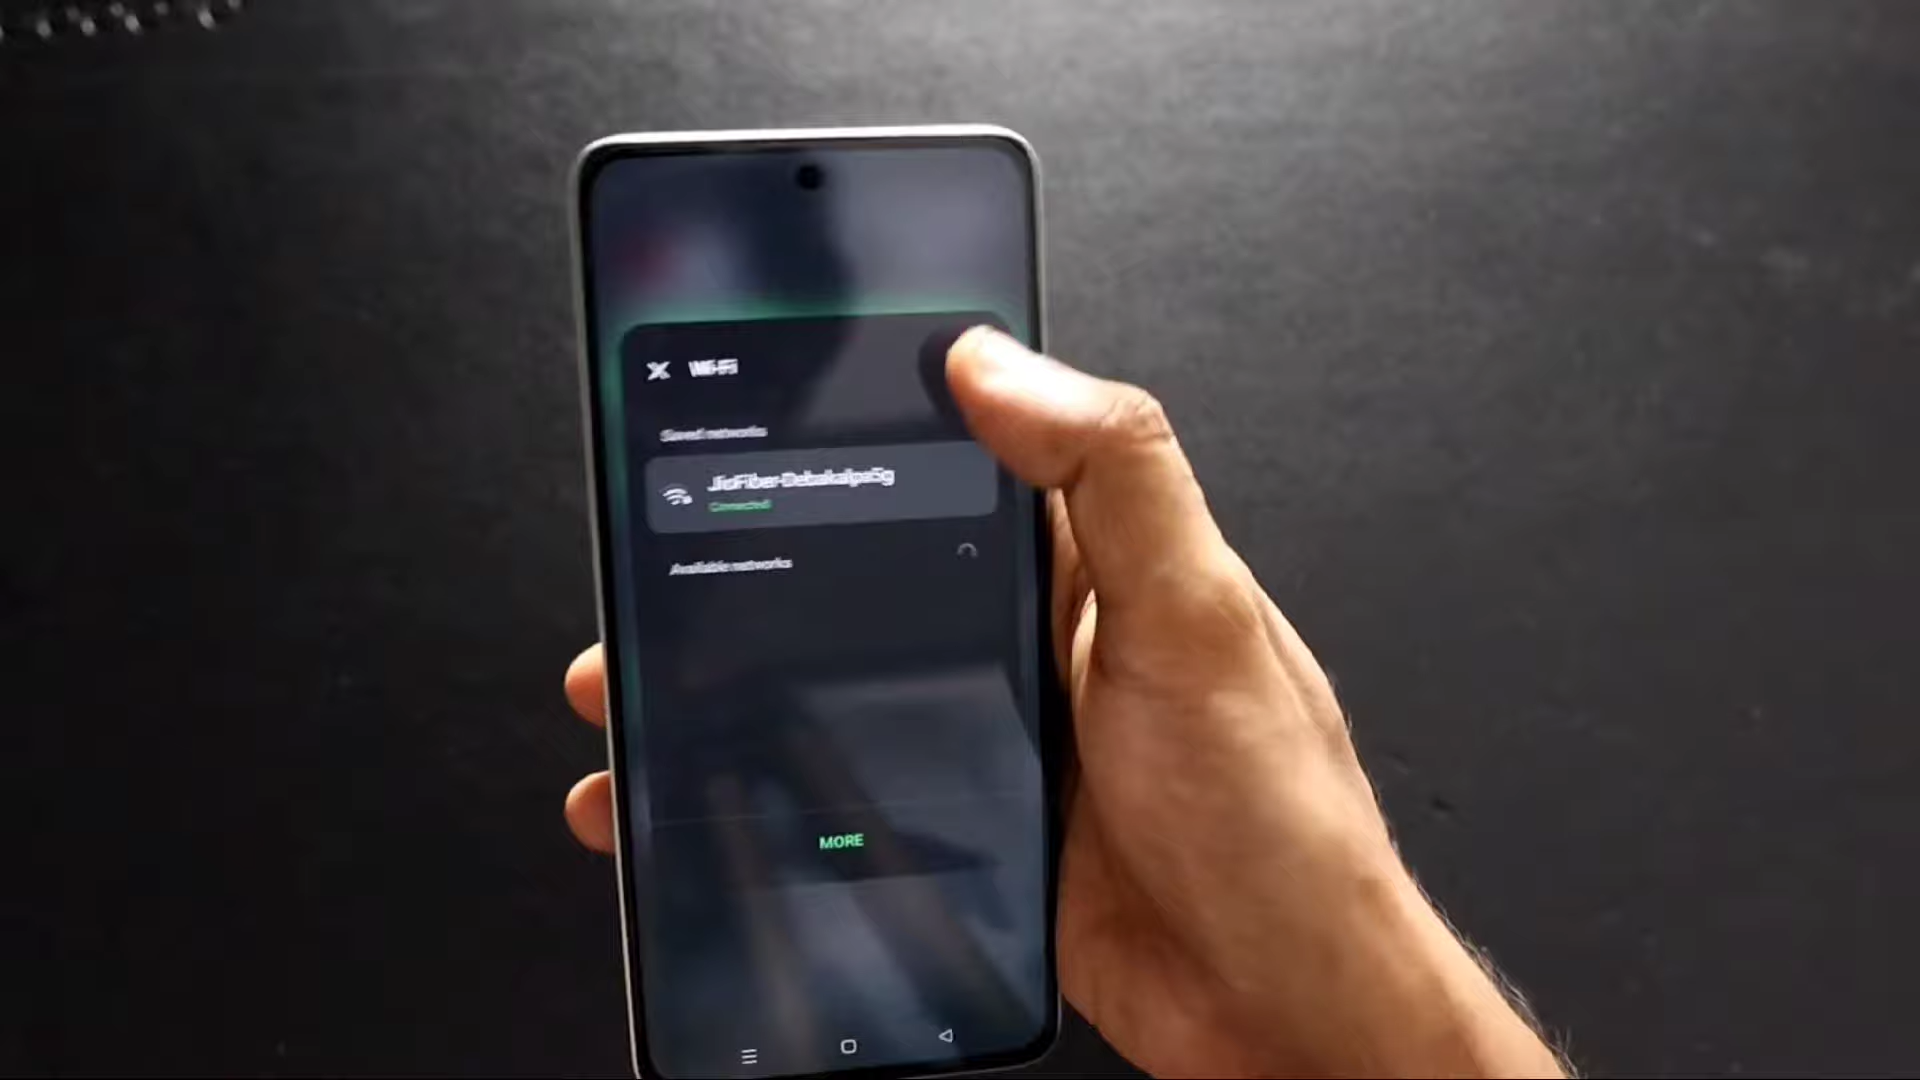 Wi-Fi
Saved networks
JioFiber-Debakalpa5g
Connected
Available networks
MORE